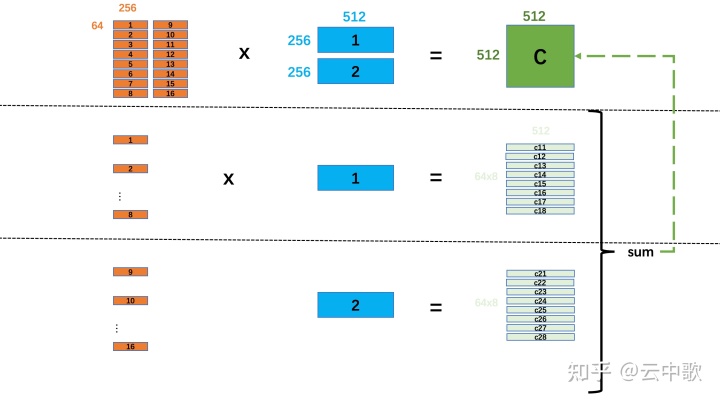 256
512
512
64
1 9
2 10
3 11
4 12
5 13
6 14
7 15
8 16
x
256
1
256
2
=
512
C
1
2
⋮
8
x
1
=
512
64x8
c11
c12
c13
c14
c15
c16
c17
c18
sum
9
10
⋮
16
2
=
64x8
c21
c22
c23
c24
c25
c26
c27
c28
知乎 @云中歌